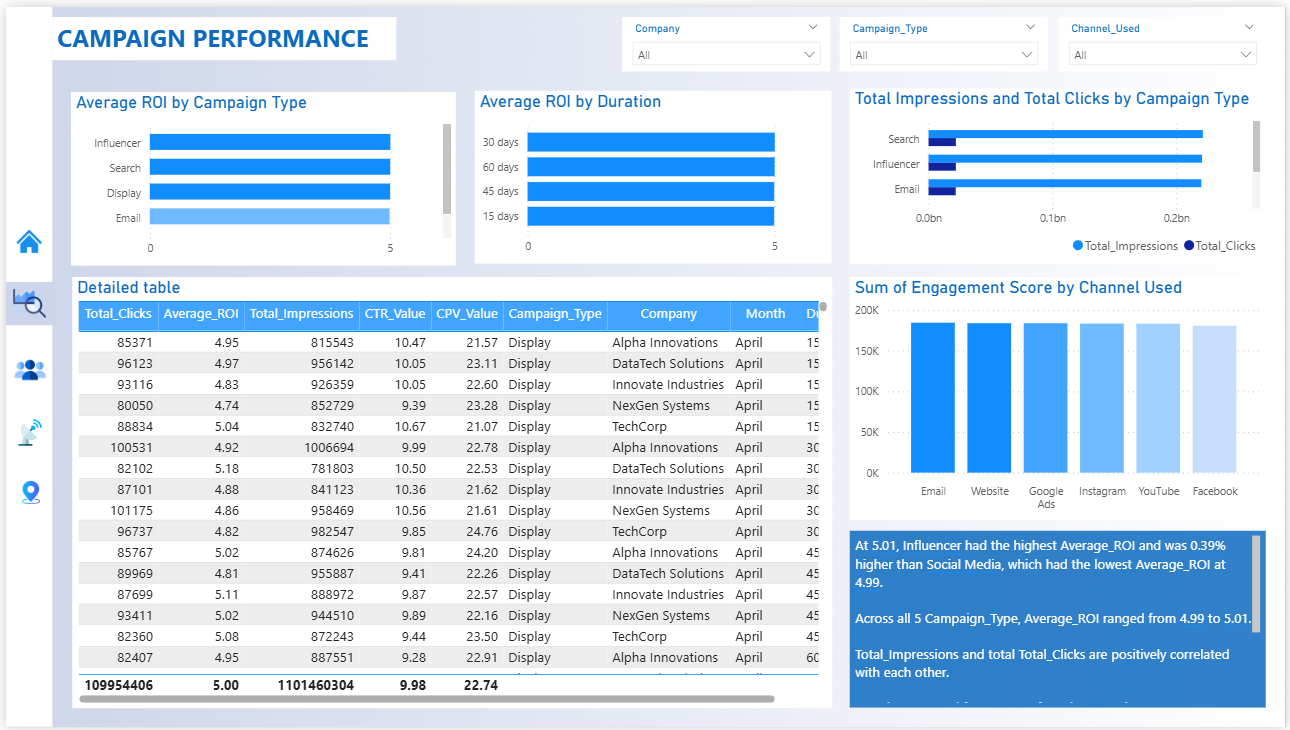 CAMPAIGN PERFORMANCE
Company
All
Campaign_Type
All
Channel_Used
All
Average ROI by Campaign Type
Influencer
Search
Display
Email
0 5
Average ROI by Duration
30 days
60 days
45 days
15 days
0 5
Total Impressions and Total Clicks by Campaign Type
Search
Influencer
Email
0.0bn 0.1bn 0.2bn
Total_Impressions Total_Clicks
Detailed table
Total_Clicks Average_ROI Total_Impressions CTR_Value CPV_Value Campaign_Type Company Month
85371 4.95 815543 10.47 21.57 Display Alpha Innovations April 15
96123 4.97 956142 10.05 23.11 Display DataTech Solutions April 15
93116 4.83 926359 10.05 22.60 Display Innovate Industries April 15
80050 4.74 852729 9.39 23.28 Display NexGen Systems April 15
88834 5.04 832740 10.67 21.07 Display TechCorp April 15
100531 4.92 1006694 9.99 22.78 Display Alpha Innovations April 30
82102 5.18 781803 10.50 22.53 Display DataTech Solutions April 30
87101 4.88 841123 10.36 21.62 Display Innovate Industries April 30
101175 4.86 958469 10.56 21.61 Display NexGen Systems April 30
96737 4.82 982547 9.85 24.76 Display TechCorp April 30
85767 5.02 874626 9.81 24.20 Display Alpha Innovations April 45
89969 4.81 955887 9.41 22.26 Display DataTech Solutions April 45
87699 5.11 888972 9.87 22.57 Display Innovate Industries April 45
93411 5.02 944510 9.89 22.16 Display NexGen Systems April 45
82360 5.08 872243 9.44 23.50 Display TechCorp April 45
82407 4.95 887551 9.28 22.91 Display Alpha Innovations April 60
109954406 5.00 1101460304 9.98 22.74
Sum of Engagement Score by Channel Used
200K
150K
100K
50K
0K
Email Website Google Ads Instagram YouTube Facebook
At 5.01, Influencer had the highest Average_ROI and was 0.39%
higher than Social Media, which had the lowest Average_ROI at
4.99.
Across all 5 Campaign_Type, Average_ROI ranged from 4.99 to 5.01.
Total_Impressions and total Total_Clicks are positively correlated
with each other.